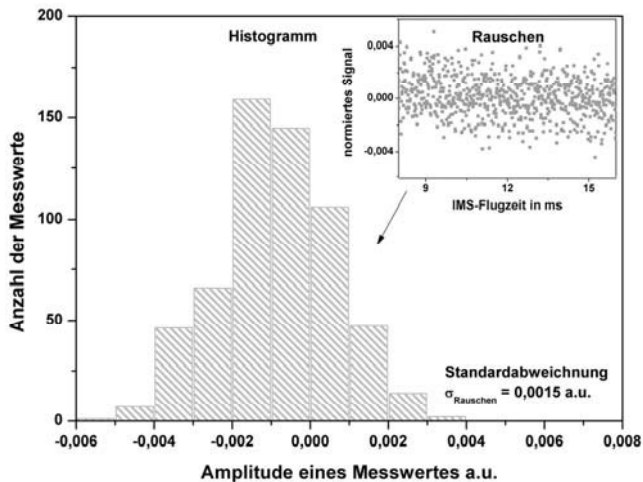 Histogramm
Rauschen
normiertes Signal
0,004
0,000
-0,004
9
12
15
IMS-Flugzeit in ms
Anzahl der Messwerte
200
150
100
50
0
Standardabweichnung
σRauschen = 0,0015 a.u.
-0,006
-0,004
-0,002
0,000
0,002
0,004
0,006
0,008
Amplitude eines Messwertes a.u.